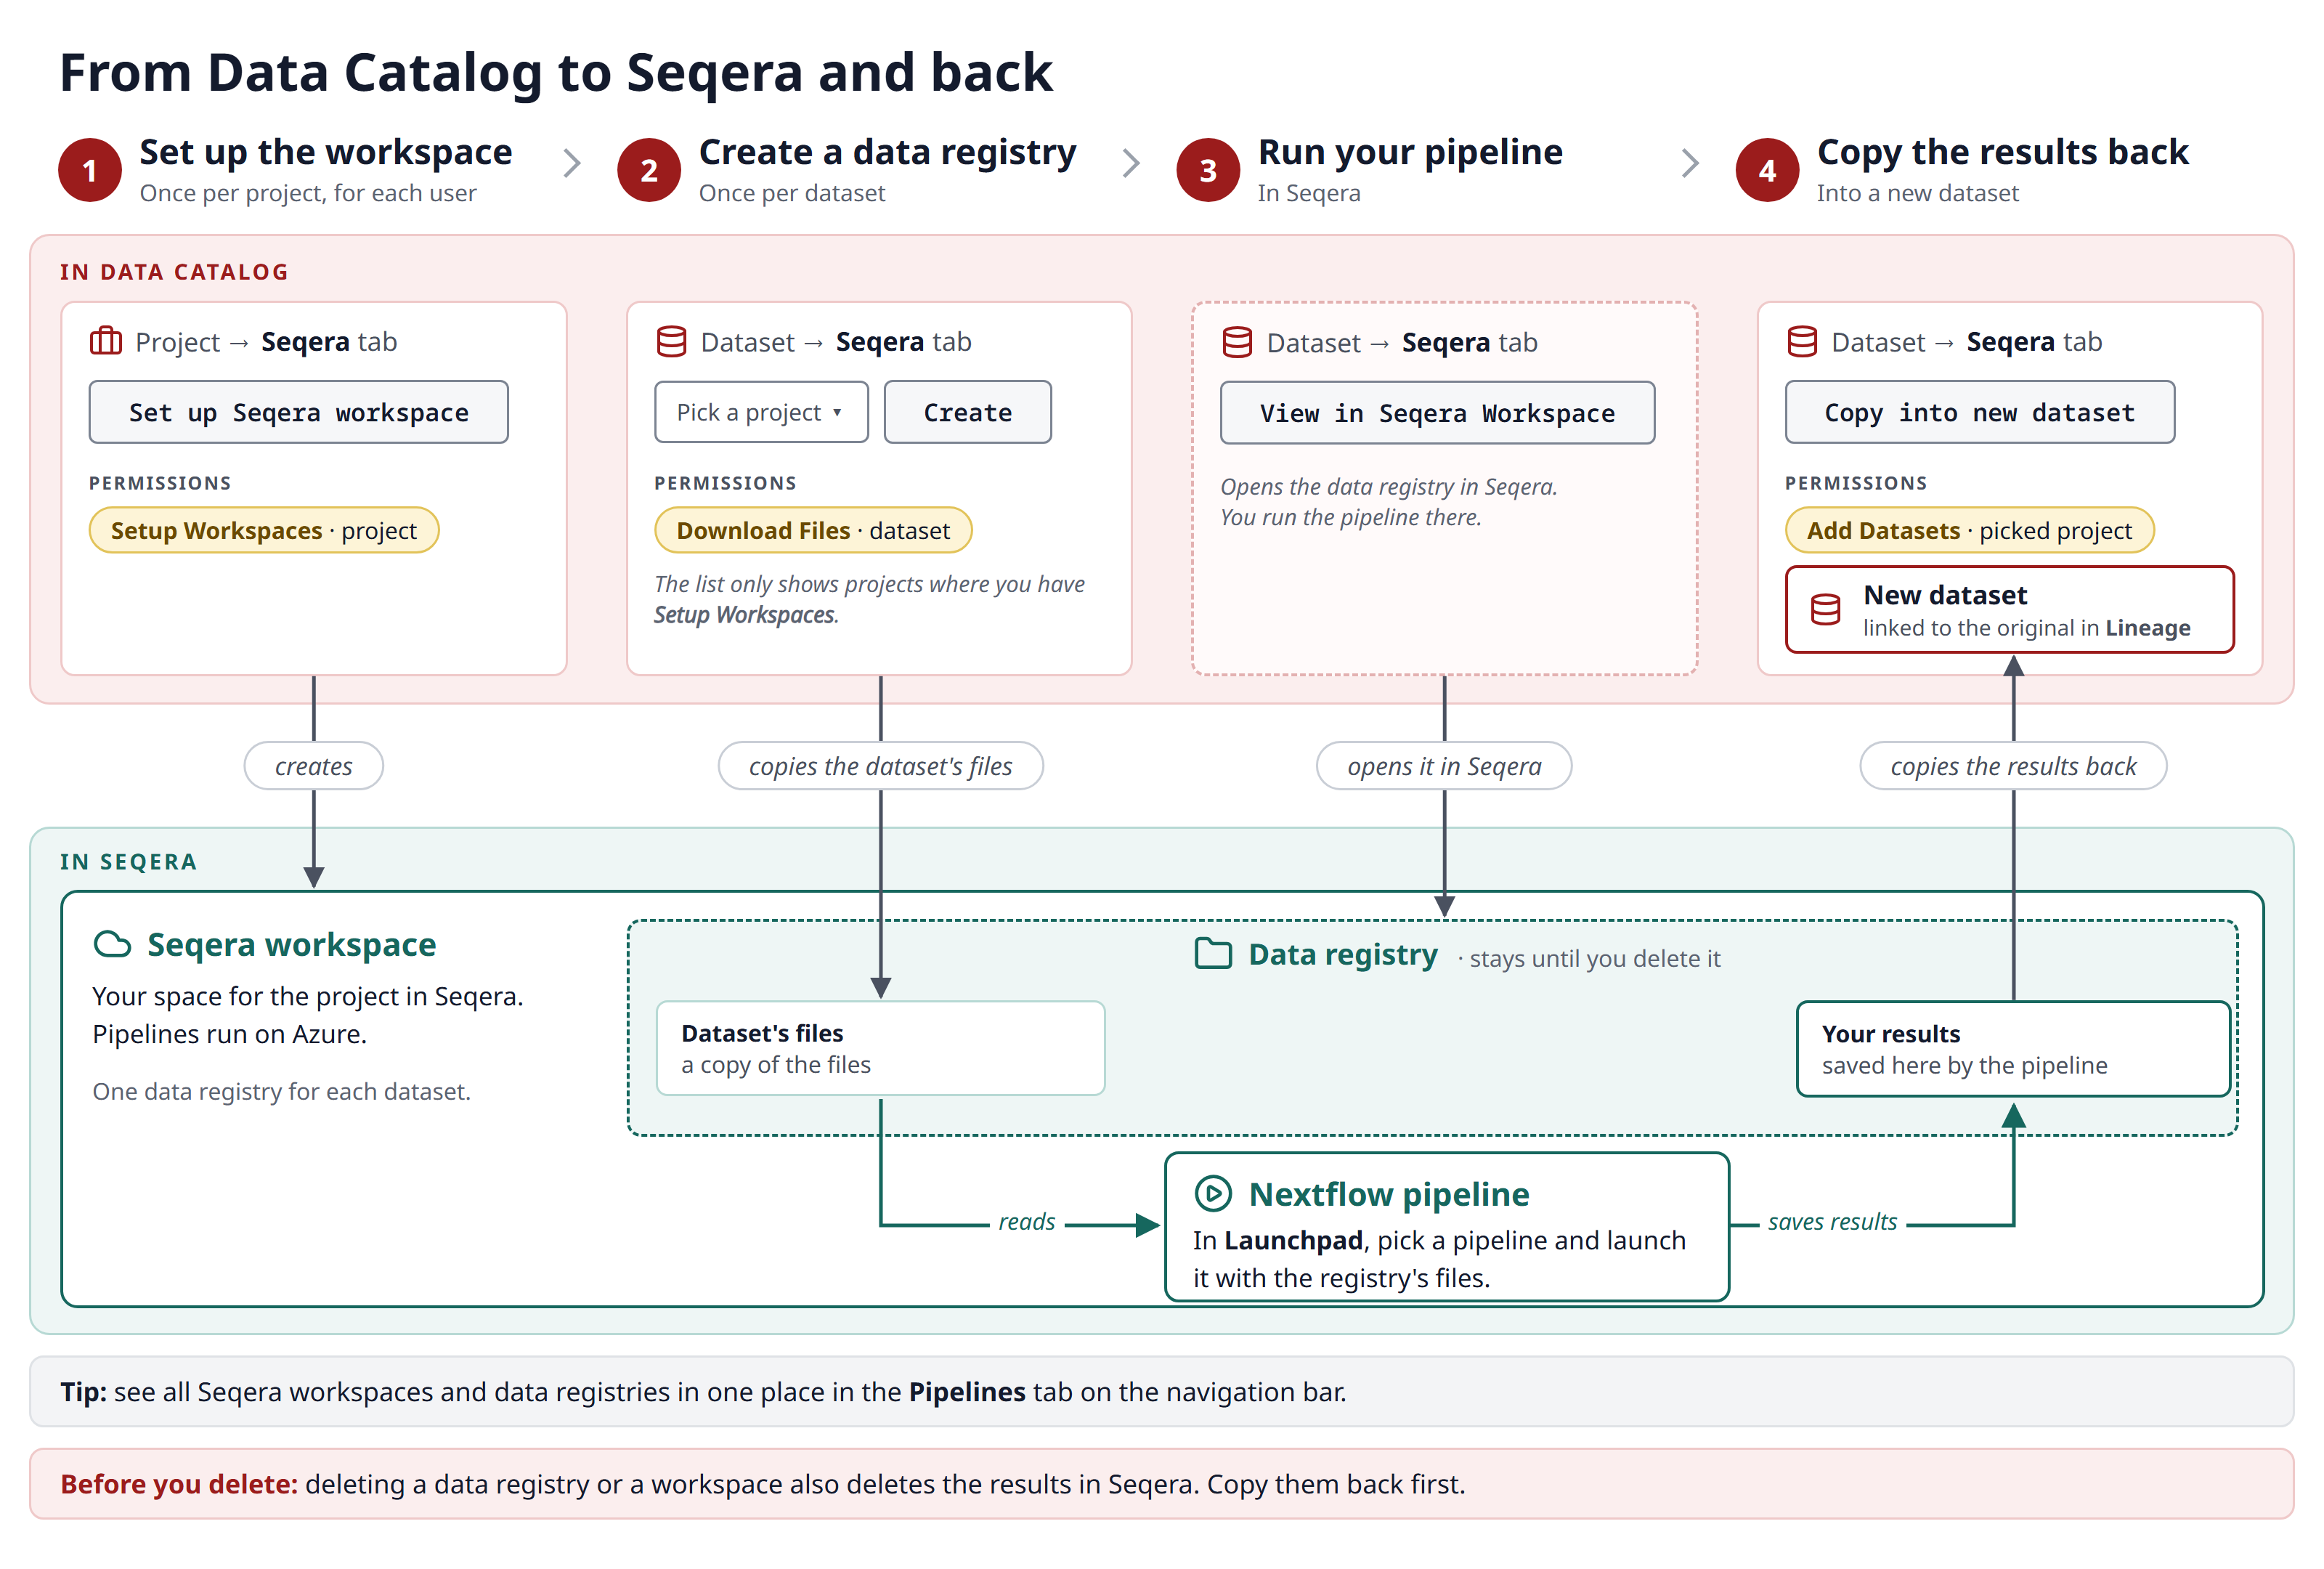 From Data Catalog to Seqera and back
1 Set up the workspace
Once per project, for each user
2 Create a data registry
Once per dataset
3 Run your pipeline
In Seqera
4 Copy the results back
Into a new dataset
IN DATA CATALOG
Project → Seqera tab
Set up Seqera workspace
PERMISSIONS
Setup Workspaces · project
Dataset → Seqera tab
Pick a project ▾
Create
PERMISSIONS
Download Files · dataset
The list only shows projects where you have
Setup Workspaces.
Dataset → Seqera tab
View in Seqera Workspace
Opens the data registry in Seqera.
You run the pipeline there.
Dataset → Seqera tab
Copy into new dataset
PERMISSIONS
Add Datasets · picked project
New dataset
linked to the original in Lineage
creates
copies the dataset's files
opens it in Seqera
copies the results back
IN SEQERA
Seqera workspace
Your space for the project in Seqera.
Pipelines run on Azure.
One data registry for each dataset.
Data registry · stays until you delete it
Dataset's files
a copy of the files
Your results
saved here by the pipeline
reads
Nextflow pipeline
In Launchpad, pick a pipeline and launch
it with the registry's files.
saves results
Tip: see all Seqera workspaces and data registries in one place in the Pipelines tab on the navigation bar.
Before you delete: deleting a data registry or a workspace also deletes the results in Seqera. Copy them back first.